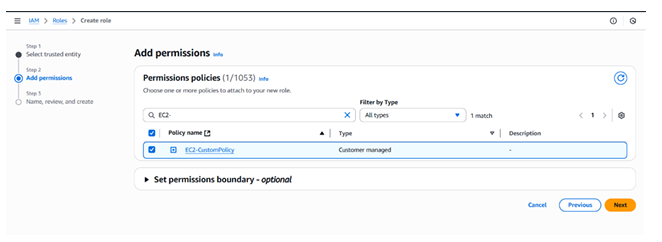 IAM > Roles > Create role
Step 1
Select trusted entity
Step 2
Add permissions
Step 3
Name, review, and create
Add permissions Info
Permissions policies (1/1053) Info
Choose one or more policies to attach to your new role.
Filter by Type
EC2-
All types
1 match
1
Policy name
Type
Description
EC2-CustomPolicy
Customer managed
-
Set permissions boundary - optional
Cancel
Previous
Next